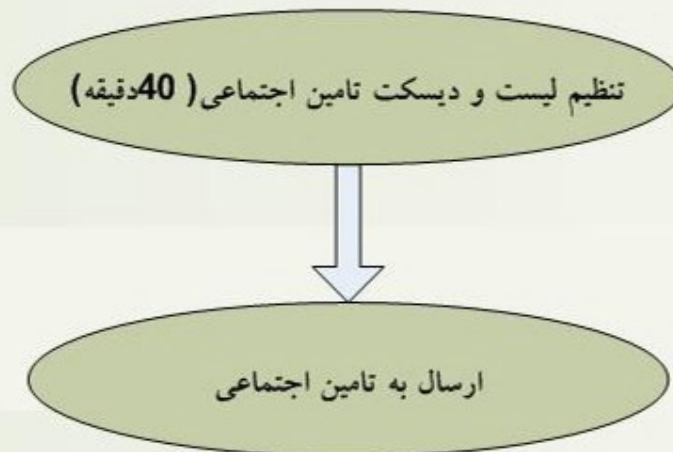 تنظیم لیست و دیسکت تامین اجتماعی( 40دقیقه)
ارسال به تامین اجتماعی